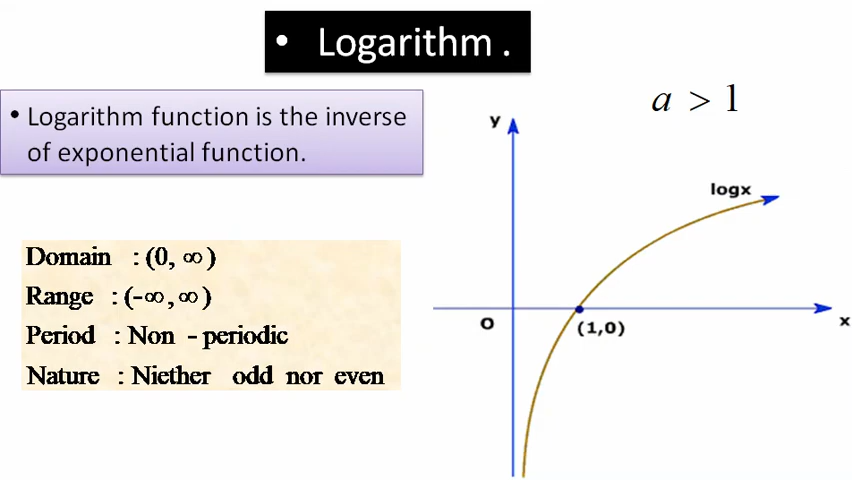 • Logarithm .
• Logarithm function is the inverse
of exponential function.
a > 1
y
logx
O
(1,0)
x
Domain : (0, ∞)
Range : (-∞, ∞)
Period : Non - periodic
Nature : Niether odd nor even